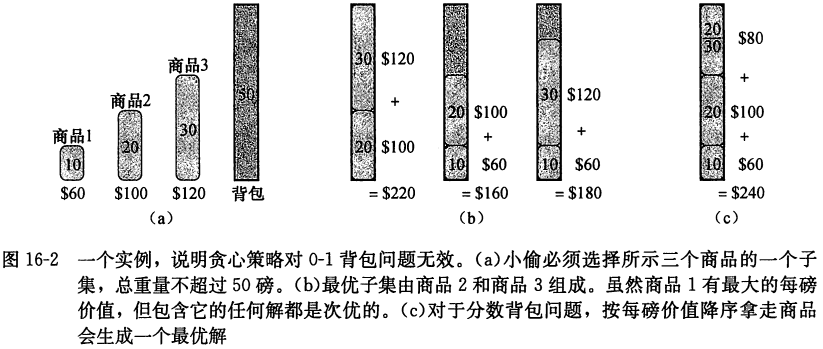 商品1
10
$60
商品2
20
$100
商品3
30
$120
50
背包
(a)
30 $120
+
20 $100
= $220
20 $100
+
10 $60
= $160
30 $120
+
10 $60
= $180
(b)
20
30
$80
+
20 $100
+
10 $60
= $240
(c)
图 16-2 一个实例，说明贪心策略对 0-1 背包问题无效。(a)小偷必须选择所示三个商品的一个子
集，总重量不超过 50 磅。(b)最优子集由商品 2 和商品 3 组成。虽然商品 1 有最大的每磅
价值，但包含它的任何解都是次优的。(c)对于分数背包问题，按每磅价值降序拿走商品
会生成一个最优解